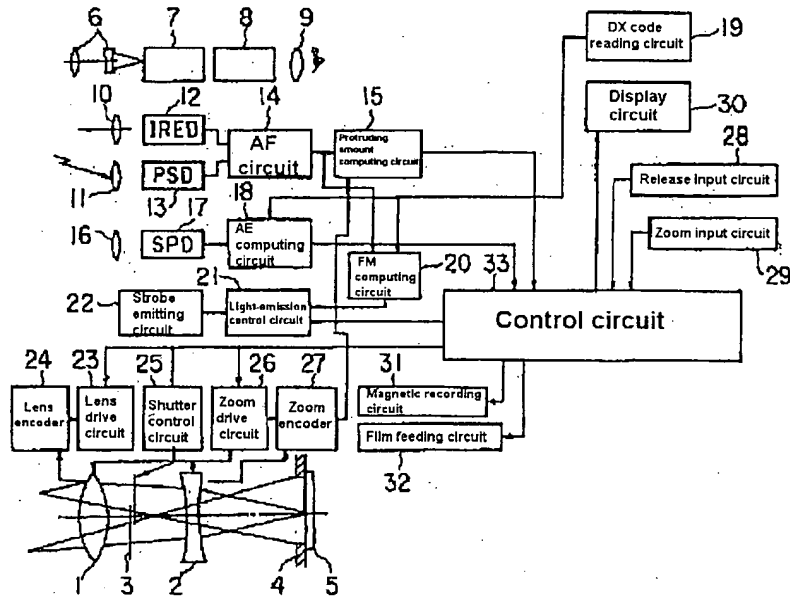 6
7
8
9
DX code
reading circuit
19
10
12
14
15
Display
circuit
30
IRED
AF
circuit
Protruding
amount
computing circuit
28
Release input circuit
11
PSD
13
17
18
16
SPD
AE
computing
circuit
Zoom input circuit
29
FM
computing
circuit
20
33
21
22
Strobe
emitting
circuit
Light-emission
control circuit
Control circuit
24
23
25
26
27
31
Lens
encoder
Lens
drive
circuit
Shutter
control
circuit
Zoom
drive
circuit
Zoom
encoder
Magnetic recording
circuit
Film feeding circuit
32
1
3
2
4
5